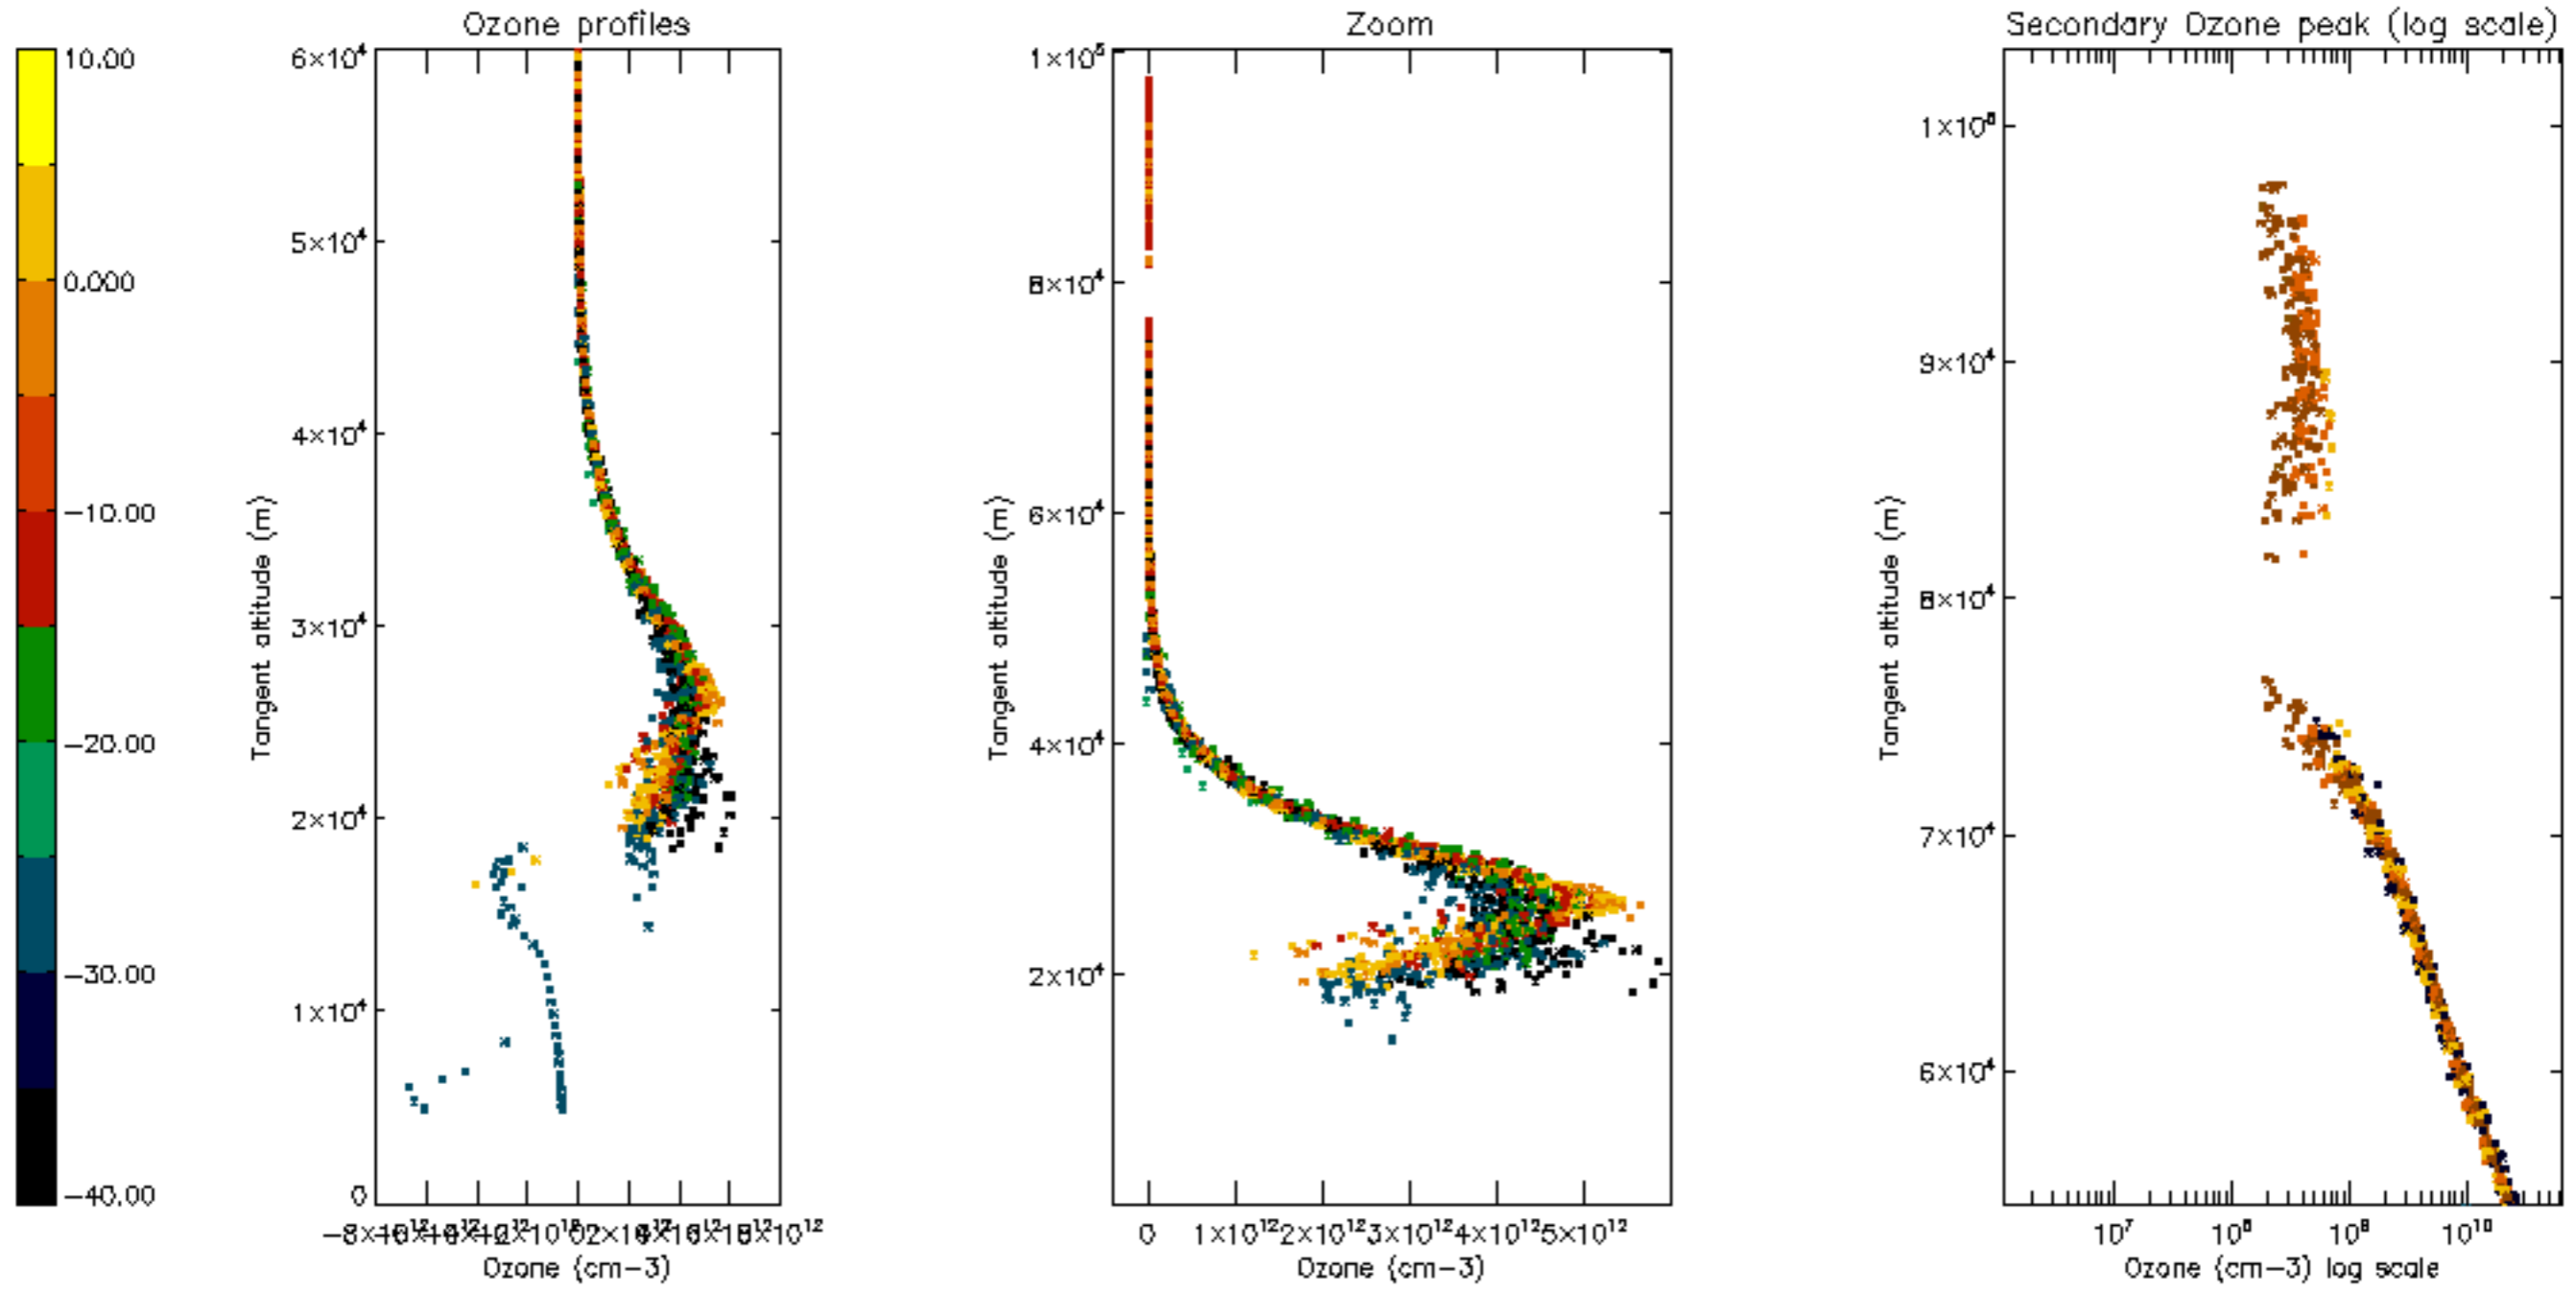 Ozone profiles
Zoom
Secondary Ozone peak (log scale)
10.00
0.000
−10.00
−20.00
−30.00
−40.00
6×10⁴
5×10⁴
4×10⁴
3×10⁴
2×10⁴
1×10⁴
0
Tangent altitude (m)
Ozone (cm−3)
1×10⁵
8×10⁴
6×10⁴
4×10⁴
2×10⁴
Tangent altitude (m)
0 1×10¹² 2×10¹² 3×10¹² 4×10¹² 5×10¹²
Ozone (cm−3)
1×10⁵
9×10⁴
8×10⁴
7×10⁴
6×10⁴
Tangent altitude (m)
10⁷ 10⁸ 10⁹ 10¹⁰
Ozone (cm−3) log scale